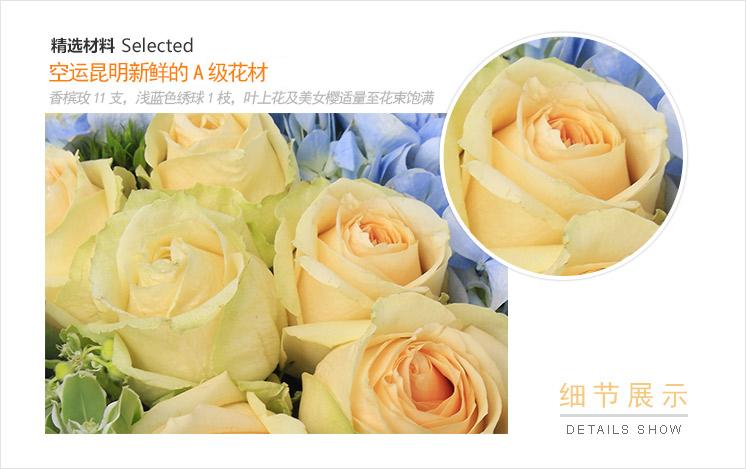 精选材料 Selected
空运昆明新鲜的 A 级花材
香槟玫 11 支，浅蓝色绣球 1 枝，叶上花及美女樱适量至花束饱满
细节展示
DETAILS SHOW